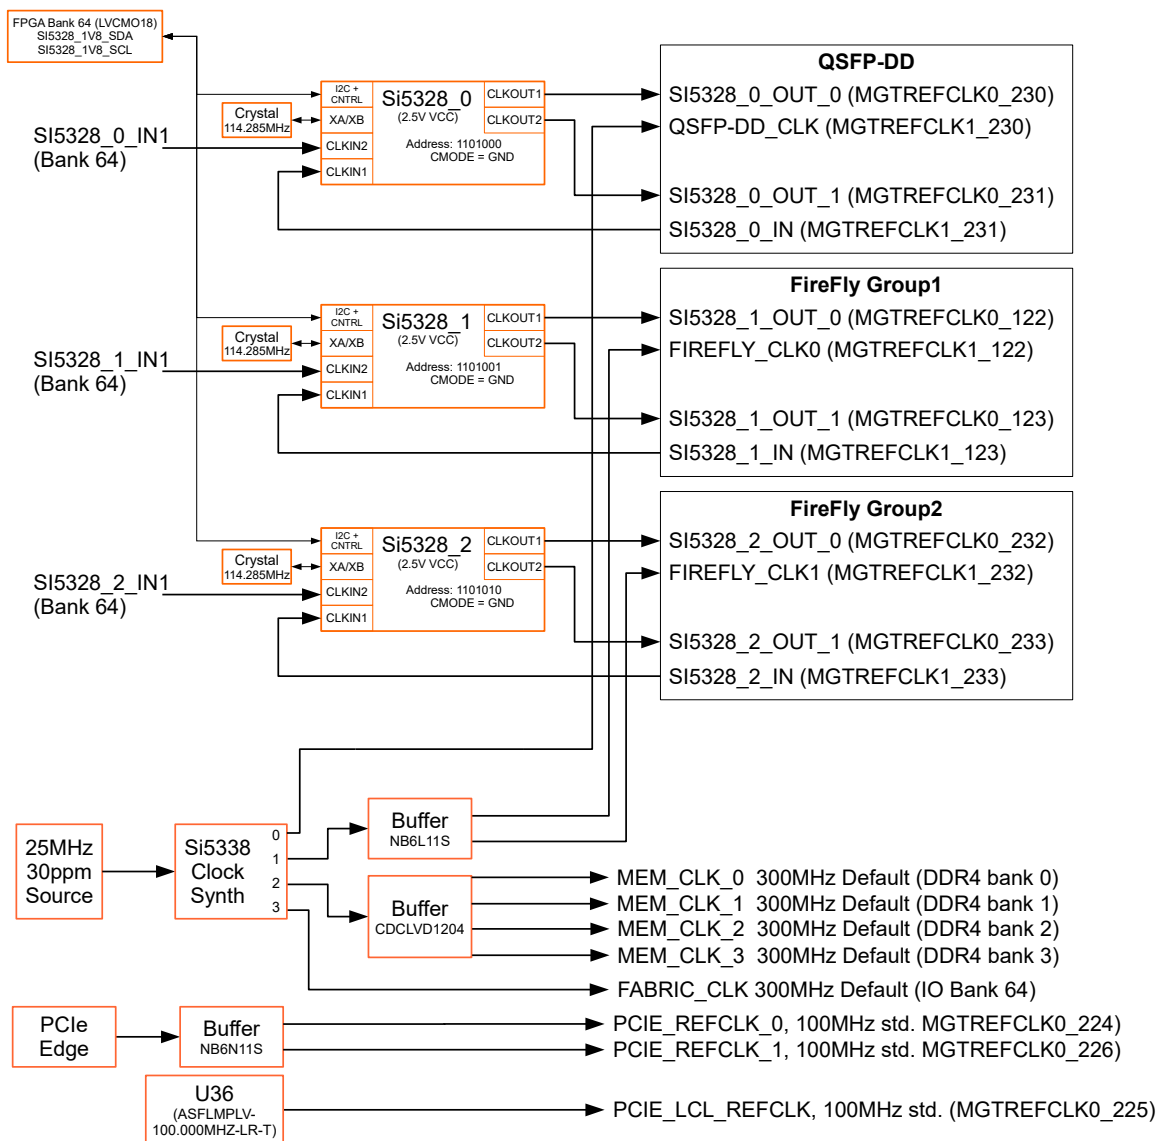 FPGA Bank 64 (LVCMO18)
SI5328_1V8_SDA
SI5328_1V8_SCL
SI5328_0_IN1
(Bank 64)
Crystal
114.285MHz
I2C +
CNTRL
XA/XB
CLKIN2
CLKIN1
Si5328_0
(2.5V VCC)
Address: 1101000
CMODE = GND
CLKOUT1
CLKOUT2
QSFP-DD
SI5328_0_OUT_0 (MGTREFCLK0_230)
QSFP-DD_CLK (MGTREFCLK1_230)
SI5328_0_OUT_1 (MGTREFCLK0_231)
SI5328_0_IN (MGTREFCLK1_231)
SI5328_1_IN1
(Bank 64)
Crystal
114.285MHz
I2C +
CNTRL
XA/XB
CLKIN2
CLKIN1
Si5328_1
(2.5V VCC)
Address: 1101001
CMODE = GND
CLKOUT1
CLKOUT2
FireFly Group1
SI5328_1_OUT_0 (MGTREFCLK0_122)
FIREFLY_CLK0 (MGTREFCLK1_122)
SI5328_1_OUT_1 (MGTREFCLK0_123)
SI5328_1_IN (MGTREFCLK1_123)
SI5328_2_IN1
(Bank 64)
Crystal
114.285MHz
I2C +
CNTRL
XA/XB
CLKIN2
CLKIN1
Si5328_2
(2.5V VCC)
Address: 1101010
CMODE = GND
CLKOUT1
CLKOUT2
FireFly Group2
SI5328_2_OUT_0 (MGTREFCLK0_232)
FIREFLY_CLK1 (MGTREFCLK1_232)
SI5328_2_OUT_1 (MGTREFCLK0_233)
SI5328_2_IN (MGTREFCLK1_233)
25MHz
30ppm
Source
Si5338
Clock
Synth
0
1
2
3
Buffer
NB6L11S
Buffer
CDCLVD1204
MEM_CLK_0 300MHz Default (DDR4 bank 0)
MEM_CLK_1 300MHz Default (DDR4 bank 1)
MEM_CLK_2 300MHz Default (DDR4 bank 2)
MEM_CLK_3 300MHz Default (DDR4 bank 3)
FABRIC_CLK 300MHz Default (IO Bank 64)
PCIe
Edge
Buffer
NB6N11S
PCIE_REFCLK_0, 100MHz std. MGTREFCLK0_224)
PCIE_REFCLK_1, 100MHz std. MGTREFCLK0_226)
U36
(ASFLMPLV-
100.000MHZ-LR-T)
PCIE_LCL_REFCLK, 100MHz std. (MGTREFCLK0_225)